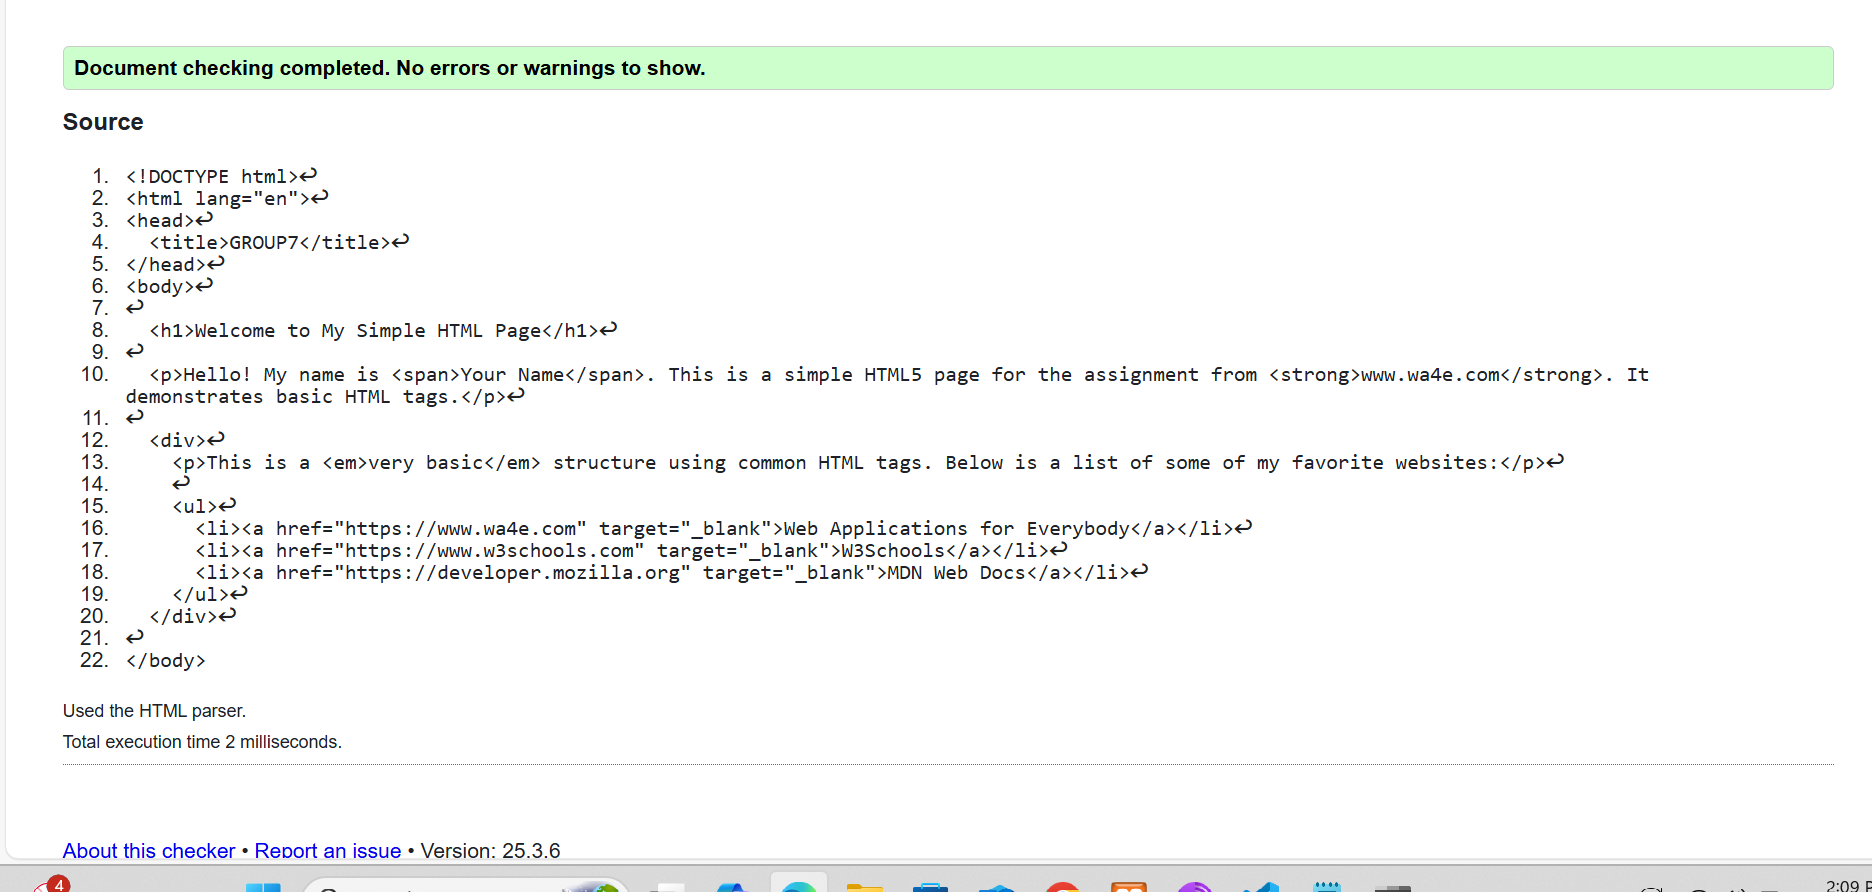 Document checking completed. No errors or warnings to show.
Source
1. <!DOCTYPE html>↩
2. <html lang="en">↩
3. <head>↩
4.   <title>GROUP7</title>↩
5. </head>↩
6. <body>↩
7. ↩
8.   <h1>Welcome to My Simple HTML Page</h1>↩
9. ↩
10.   <p>Hello! My name is <span>Your Name</span>. This is a simple HTML5 page for the assignment from <strong>www.wa4e.com</strong>. It
demonstrates basic HTML tags.</p>↩
11. ↩
12.   <div>↩
13.     <p>This is a <em>very basic</em> structure using common HTML tags. Below is a list of some of my favorite websites:</p>↩
14.     ↩
15.     <ul>↩
16.       <li><a href="https://www.wa4e.com" target="_blank">Web Applications for Everybody</a></li>↩
17.       <li><a href="https://www.w3schools.com" target="_blank">W3Schools</a></li>↩
18.       <li><a href="https://developer.mozilla.org" target="_blank">MDN Web Docs</a></li>↩
19.     </ul>↩
20.   </div>↩
21. ↩
22. </body>
Used the HTML parser.
Total execution time 2 milliseconds.
About this checker • Report an issue • Version: 25.3.6
4
2:09